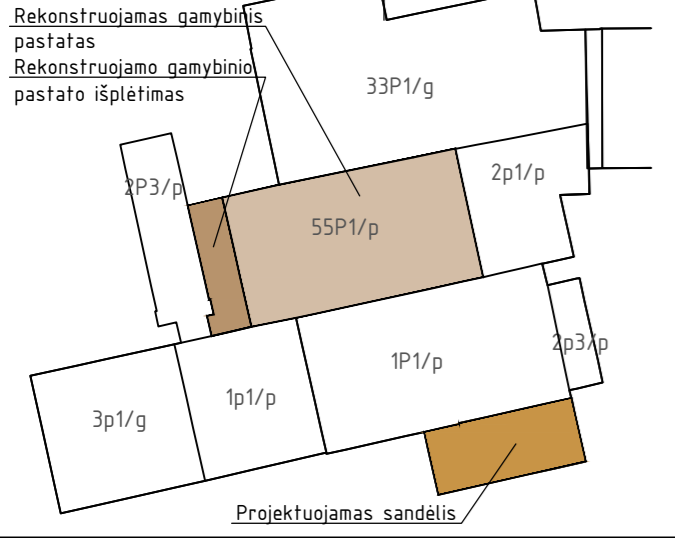 Rekonstruojamas gamybinis
pastatas
Rekonstruojamo gamybinio
pastato išplėtimas
33P1/g
2P3/p
2p1/p
55P1/p
2p3/p
1P1/p
1p1/p
3p1/g
Projektuojamas sandėlis